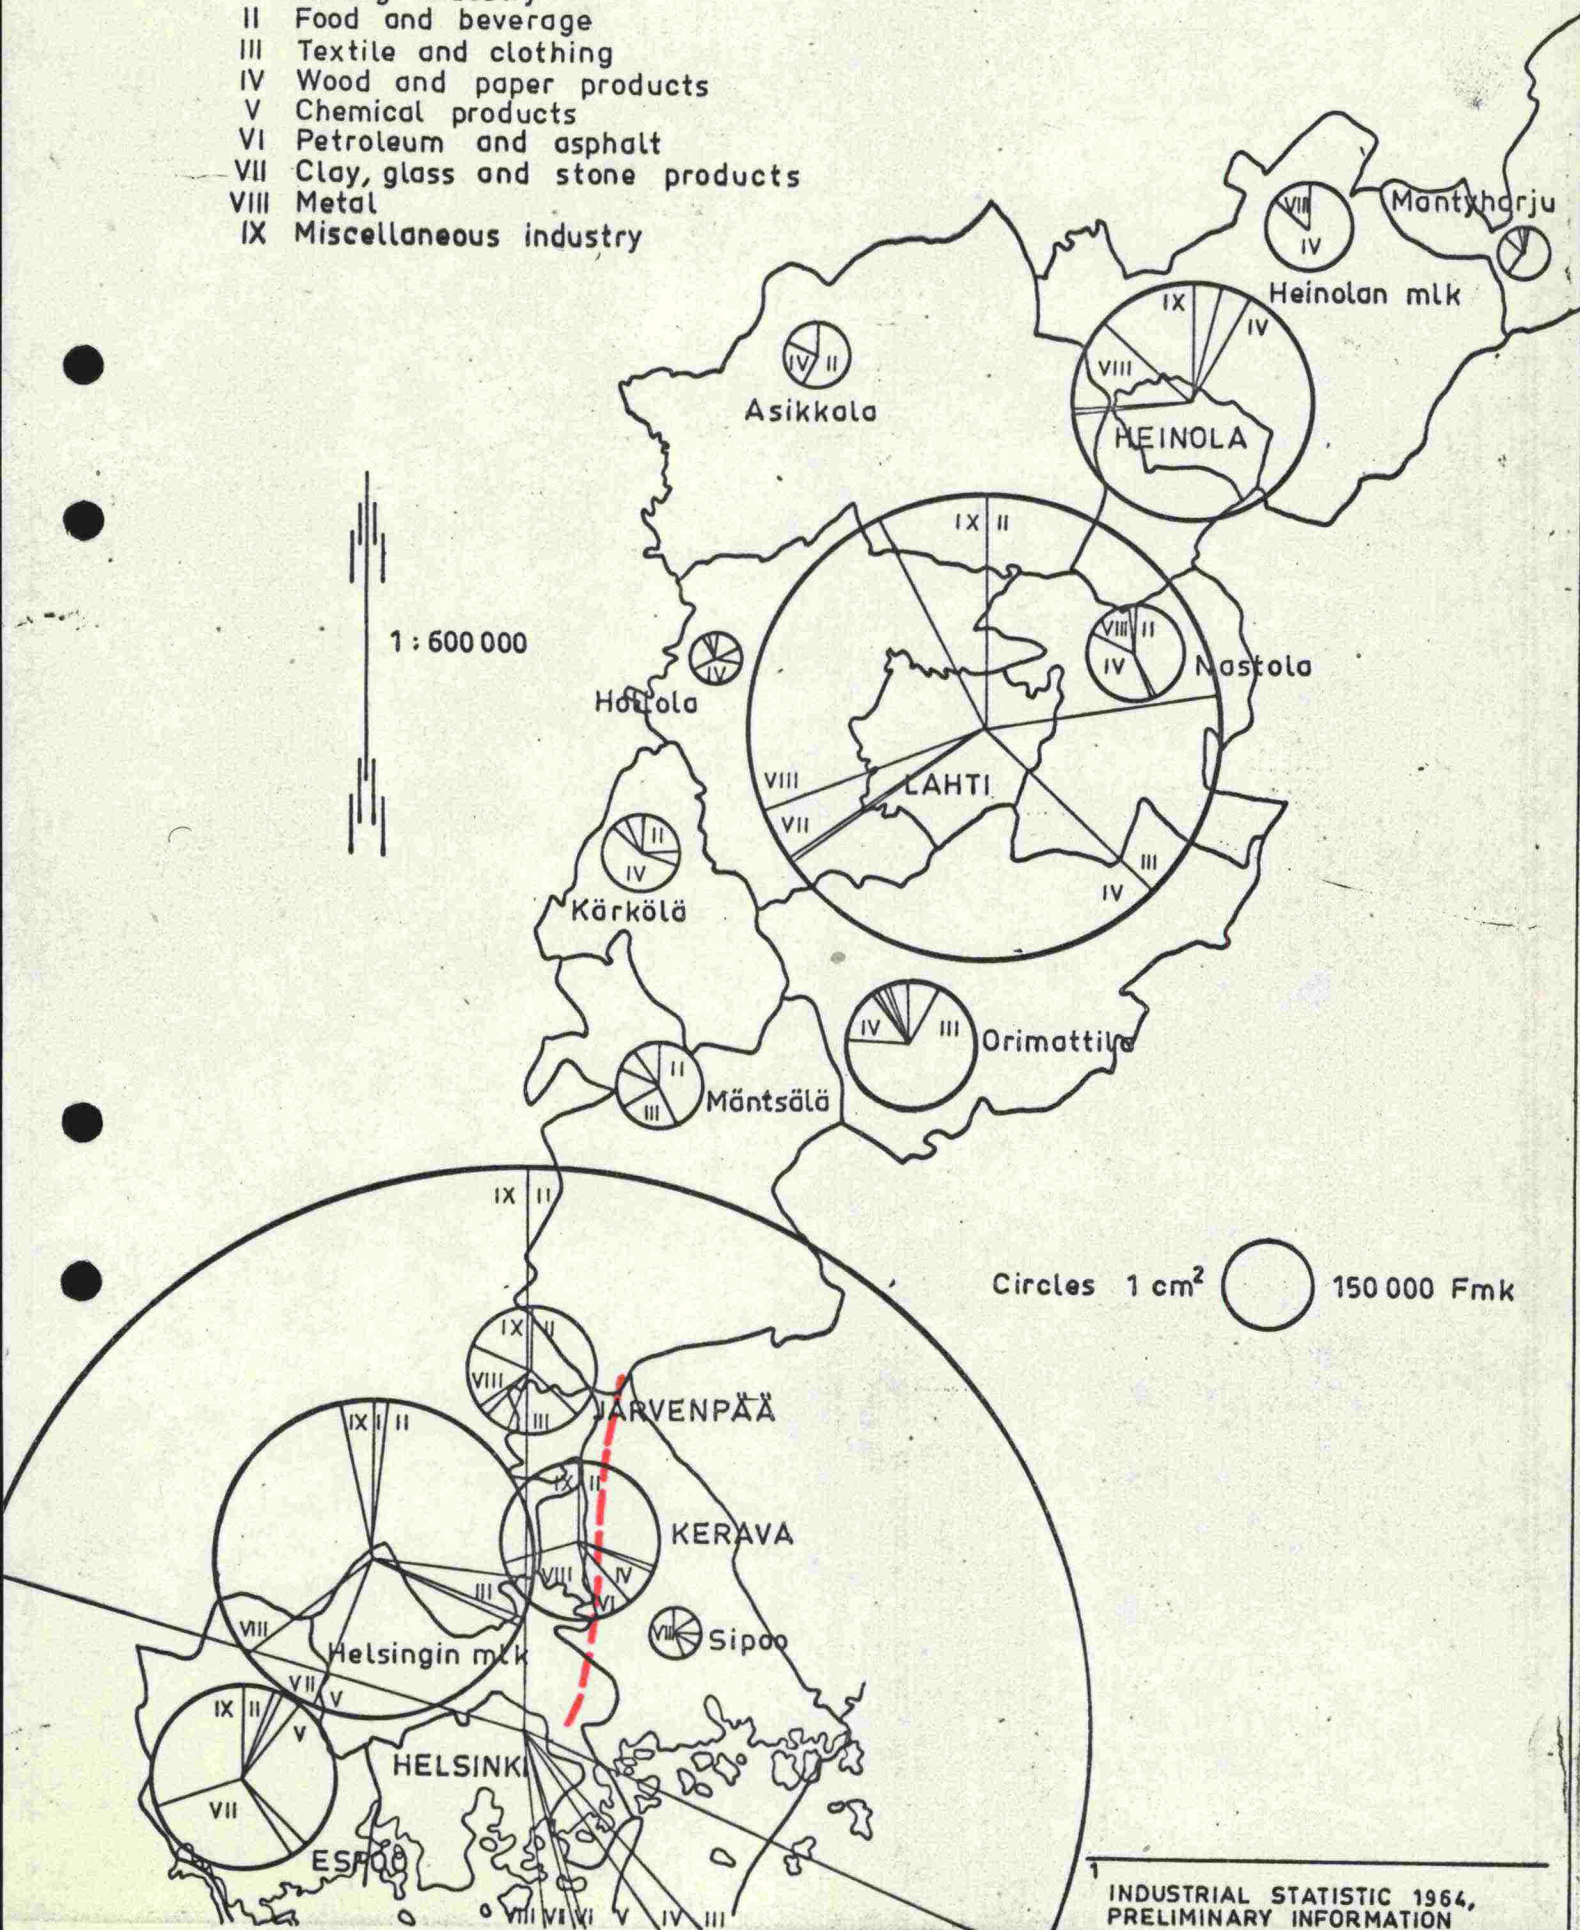 II Food and beverage
III Textile and clothing
IV Wood and paper products
V Chemical products
VI Petroleum and asphalt
VII Clay, glass and stone products
VIII Metal
IX Miscellaneous industry
Mäntyharju
VIII
IV
Heinolan mlk
IX
IV
VIII
HEINOLA
IV II
Asikkala
IX II
1 : 600 000
VIII II
IV
Nastola
IV
Hollola
VIII
LAHTI
VII
III
IV
II
IV
Kärkölä
IV III
Orimattila
II
III
Mäntsälä
IX II
Circles 1 cm² 150 000 Fmk
IX II
VIII
III
JÄRVENPÄÄ
IX I II
IX II
KERAVA
VIII IV
VI
III
VIII
VII Sipoo
Helsingin mlk
VII V
IX II V
HELSINKI
VII
ESPOO
VIII VII VI V IV III
1
INDUSTRIAL STATISTIC 1964,
PRELIMINARY INFORMATION